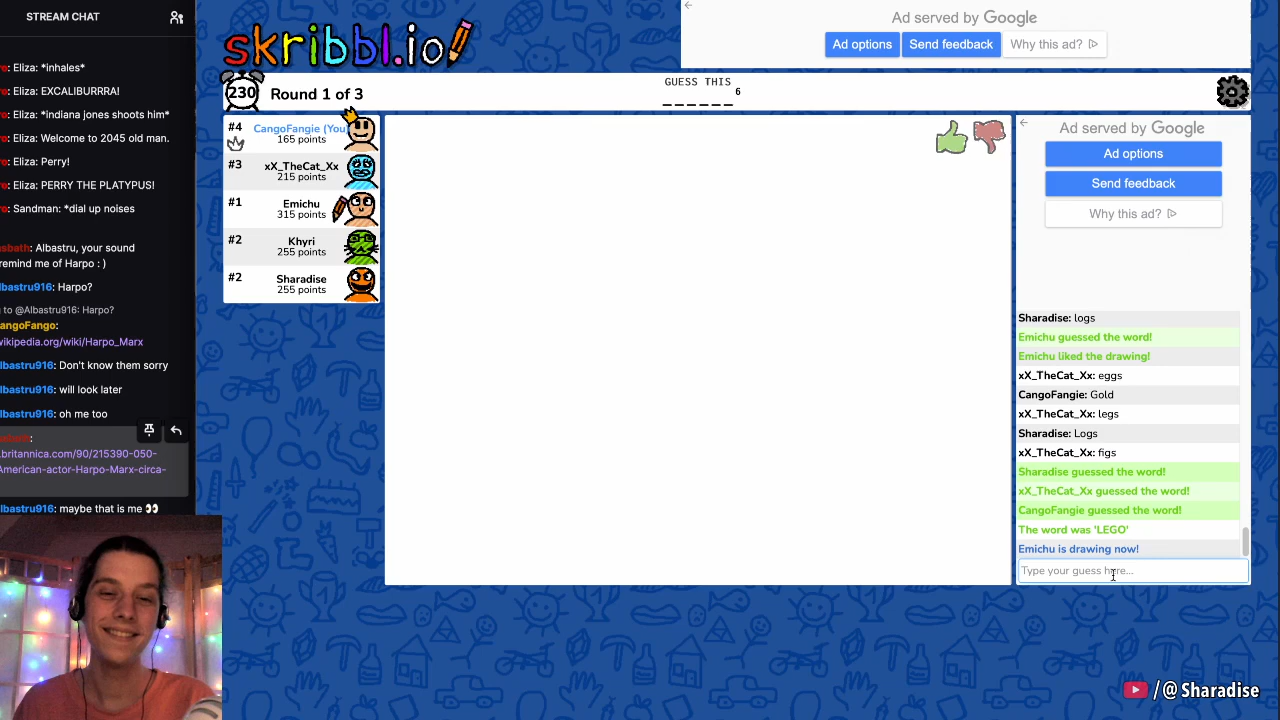 STREAM CHAT
: Eliza: *inhales*
: Eliza: EXCALIBURRRA!
: Eliza: *Indiana jones shoots him*
: Eliza: Welcome to 2045 old man.
: Eliza: Perry!
: Eliza: PERRY THE PLATYPUS!
: Sandman: *dial up noises
Albastru, your sound
remind me of Harpo : )
lbastru916: Harpo?
to @Albastru916: Harpo?
angoFango:
wikipedia.org/wiki/Harpo_Marx
lbastru916: Don't know them sorry
lbastru916: will look later
lbastru916: oh me too
.britannica.com/90/215390-050-
American-actor-Harpo-Marx-circa-
lbastru916: maybe that is me 👀
skribbl.io
Ad served by Google
Ad options
Send feedback
Why this ad?
230
Round 1 of 3
GUESS THIS
______ 6
#4
CangoFangie (You)
165 points
#3
xX_TheCat_Xx
215 points
#1
Emichu
315 points
#2
Khyri
255 points
#2
Sharadise
255 points
Ad served by Google
Ad options
Send feedback
Why this ad?
Sharadise: logs
Emichu guessed the word!
Emichu liked the drawing!
xX_TheCat_Xx: eggs
CangoFangie: Gold
xX_TheCat_Xx: legs
Sharadise: Logs
xX_TheCat_Xx: figs
Sharadise guessed the word!
xX_TheCat_Xx guessed the word!
CangoFangie guessed the word!
The word was 'LEGO'
Emichu is drawing now!
Type your guess here...
/@Sharadise